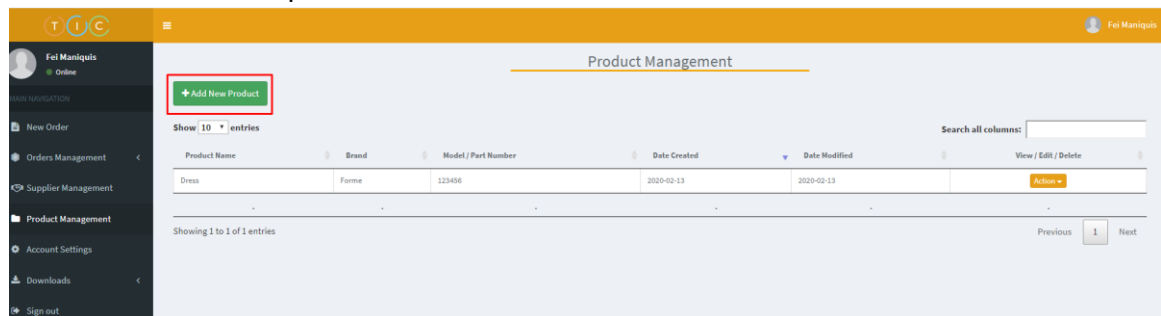 TIC
Fei Maniquis
Fei Maniquis
Online
MAIN NAVIGATION
New Order
Orders Management
Supplier Management
Product Management
Account Settings
Downloads
Sign out
Product Management
+Add New Product
Show 10 entries
Search all columns:
Product Name Brand Model / Part Number Date Created Date Modified View / Edit / Delete
Dress Forme 123456 2020-02-13 2020-02-13 Action
Showing 1 to 1 of 1 entries
Previous 1 Next